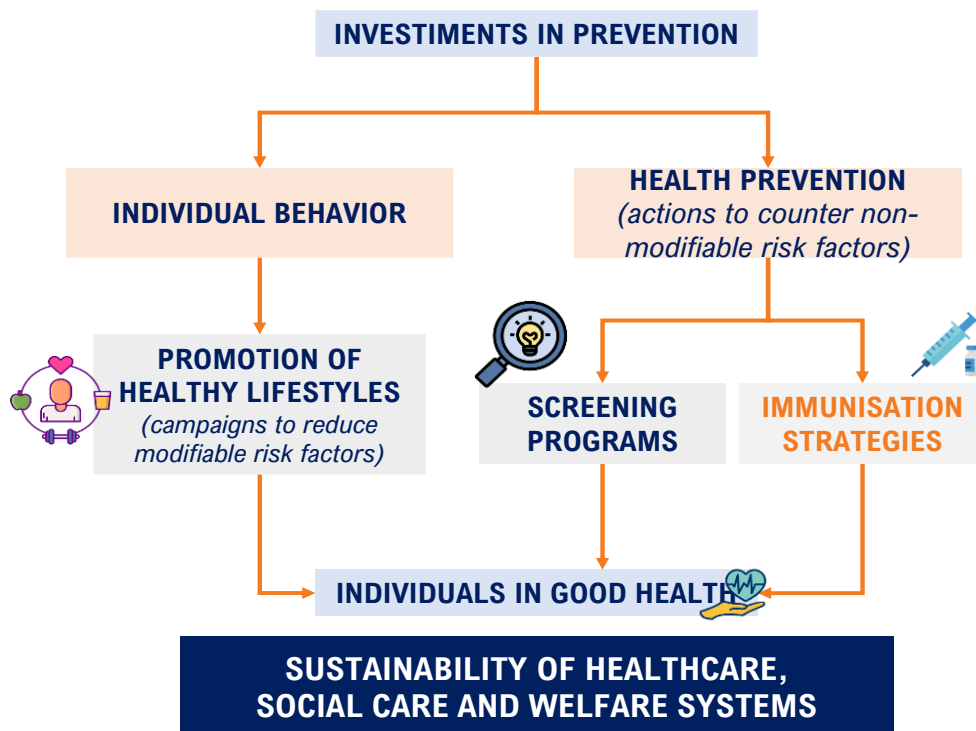 INVESTIMENTS IN PREVENTION
INDIVIDUAL BEHAVIOR
HEALTH PREVENTION
(actions to counter non-
modifiable risk factors)
PROMOTION OF
HEALTHY LIFESTYLES
(campaigns to reduce
modifiable risk factors)
SCREENING
PROGRAMS
IMMUNISATION
STRATEGIES
INDIVIDUALS IN GOOD HEALTH
SUSTAINABILITY OF HEALTHCARE,
SOCIAL CARE AND WELFARE SYSTEMS